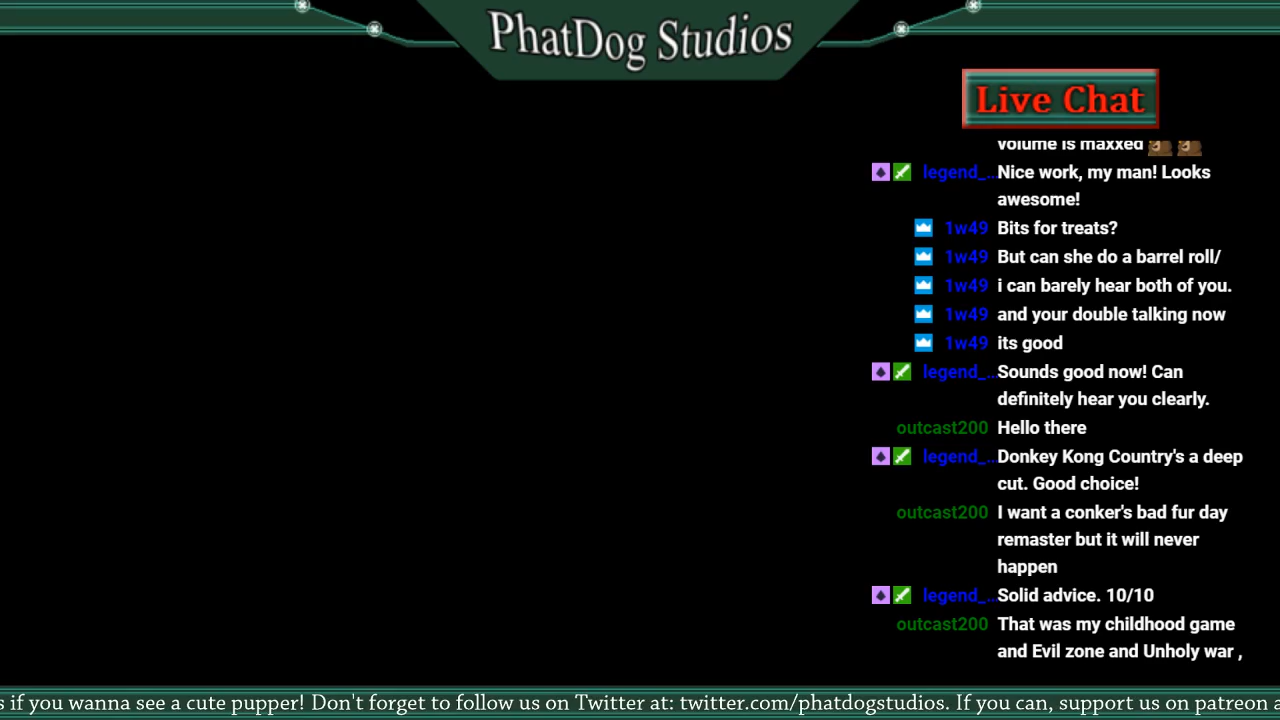 PhatDog Studios
Live Chat
volume is maxxed
legend_... Nice work, my man! Looks
awesome!
1w49 Bits for treats?
1w49 But can she do a barrel roll/
1w49 i can barely hear both of you.
1w49 and your double talking now
1w49 its good
legend_... Sounds good now! Can
definitely hear you clearly.
outcast200 Hello there
legend_... Donkey Kong Country's a deep
cut. Good choice!
outcast200 I want a conker's bad fur day
remaster but it will never
happen
legend_... Solid advice. 10/10
outcast200 That was my childhood game
and Evil zone and Unholy war ,
s if you wanna see a cute pupper! Don't forget to follow us on Twitter at: twitter.com/phatdogstudios. If you can, support us on patreon a